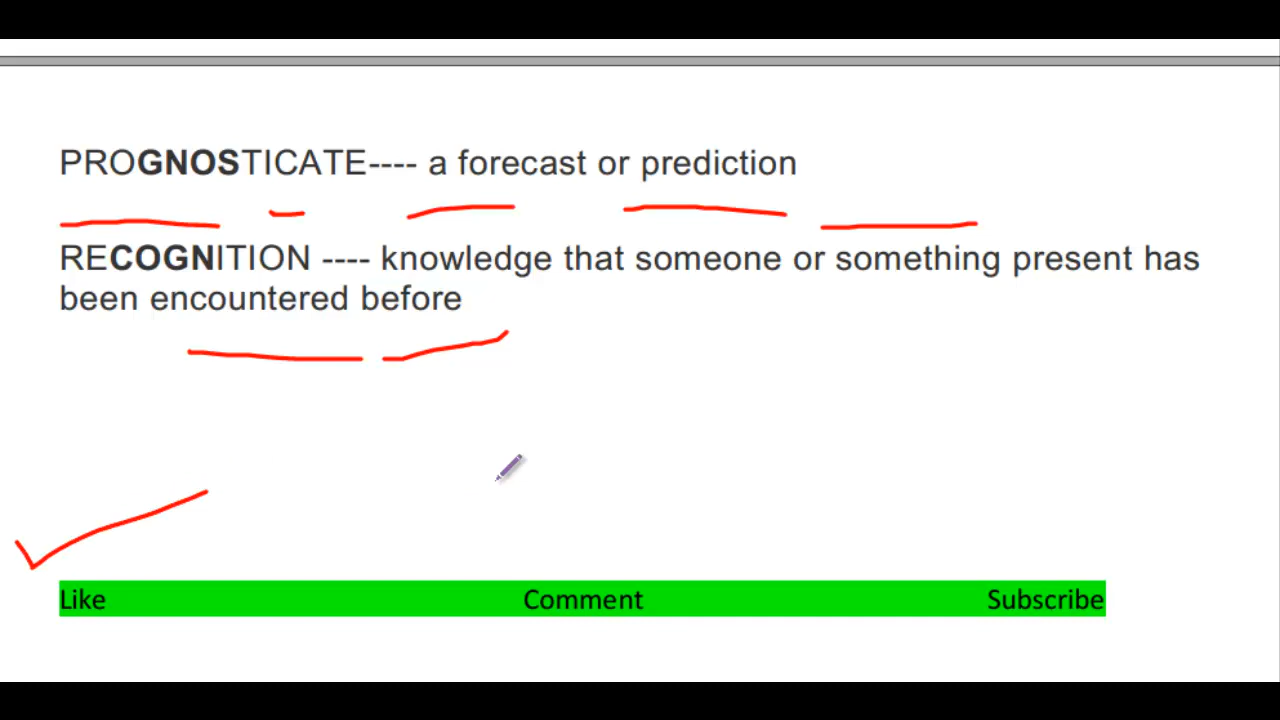 PROGNOSTICATE---- a forecast or prediction
RECOGNITION ---- knowledge that someone or something present has
been encountered before
Like Comment Subscribe